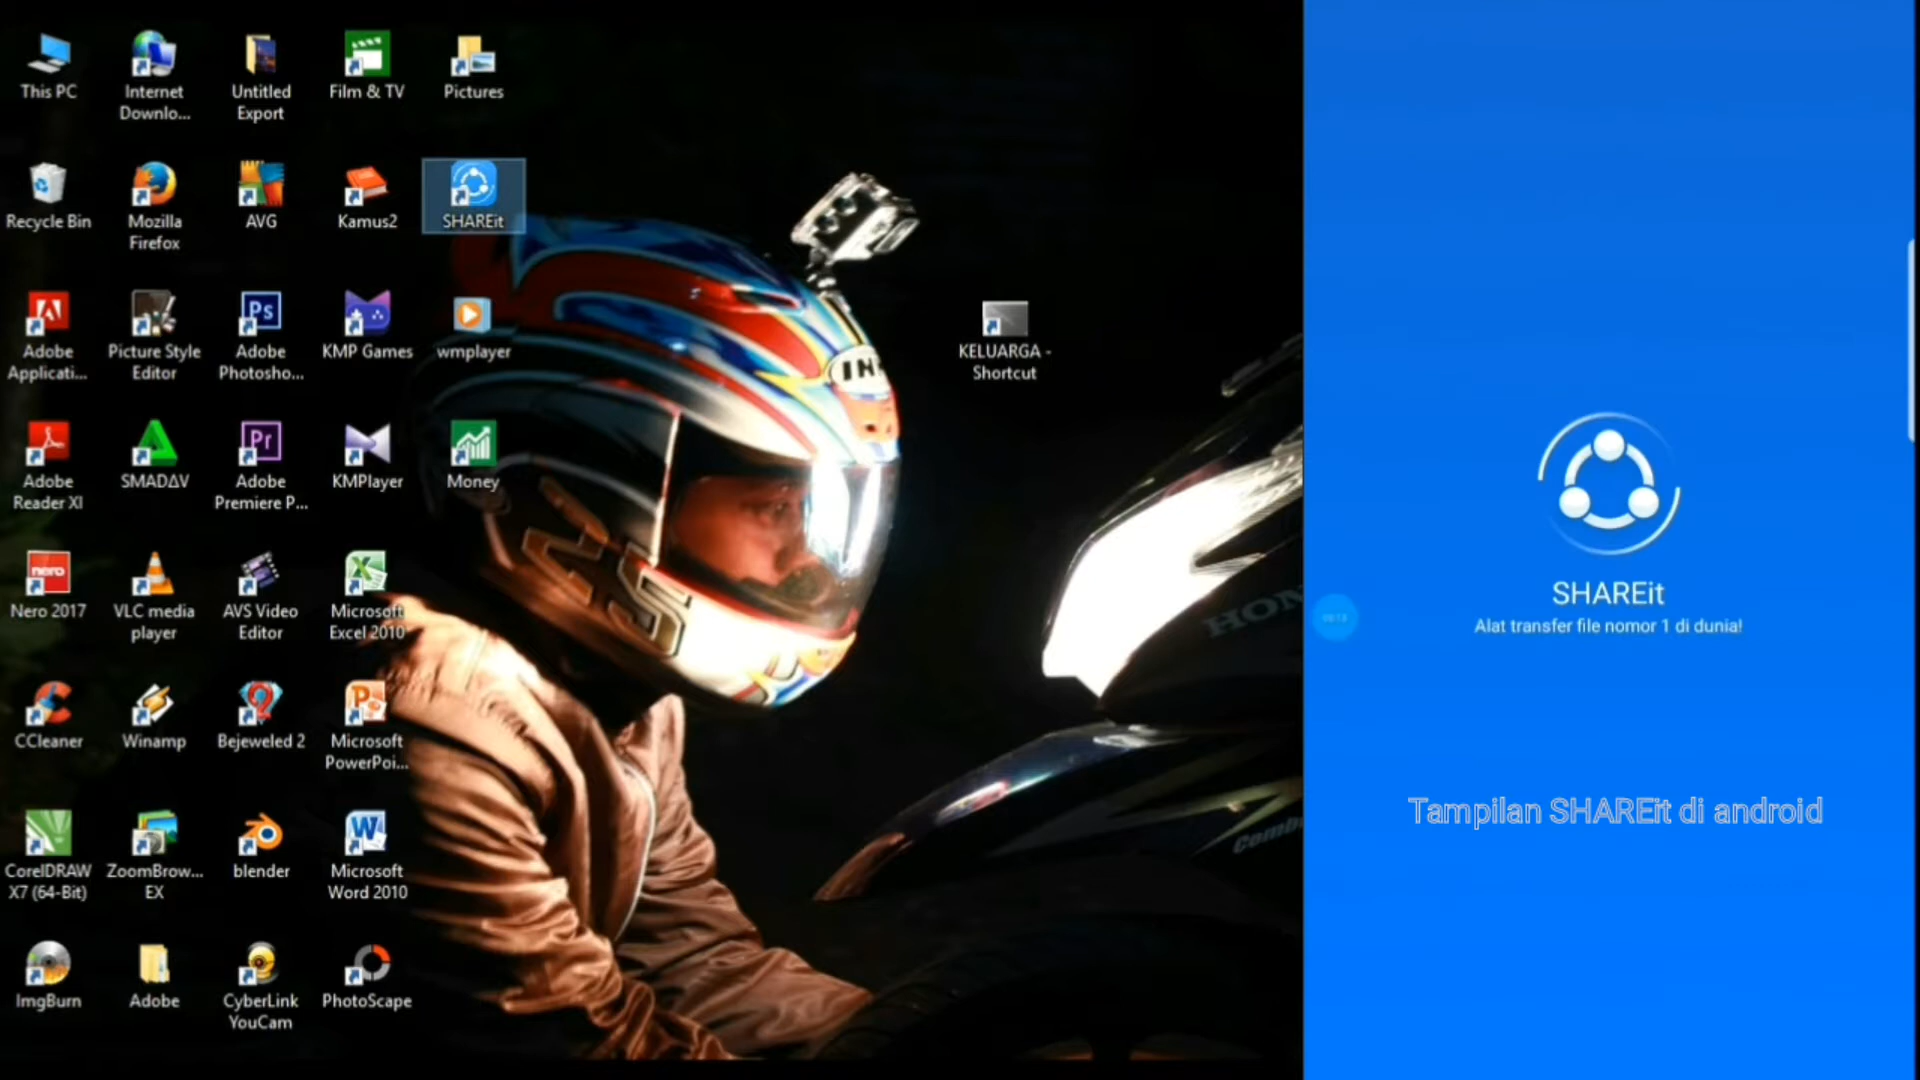 This PC
Internet
Downlo...
Untitled
Export
Film & TV
Pictures
Recycle Bin
Mozilla
Firefox
AVG
Kamus2
SHAREit
Adobe
Applicati...
Picture Style
Editor
Ps
Adobe
Photosho...
KMP Games
wmplayer
KELUARGA -
Shortcut
Adobe
Reader XI
SMADΔV
Pr
Adobe
Premiere P...
KMPlayer
Money
nero
Nero 2017
VLC media
player
AVS Video
Editor
Microsoft
Excel 2010
CCleaner
Winamp
Bejeweled 2
Microsoft
PowerPoi...
CorelDRAW
X7 (64-Bit)
ZoomBrow...
EX
blender
Microsoft
Word 2010
ImgBurn
Adobe
CyberLink
YouCam
PhotoScape
SHAREit
Alat transfer file nomor 1 di dunia!
Tampilan SHAREit di android